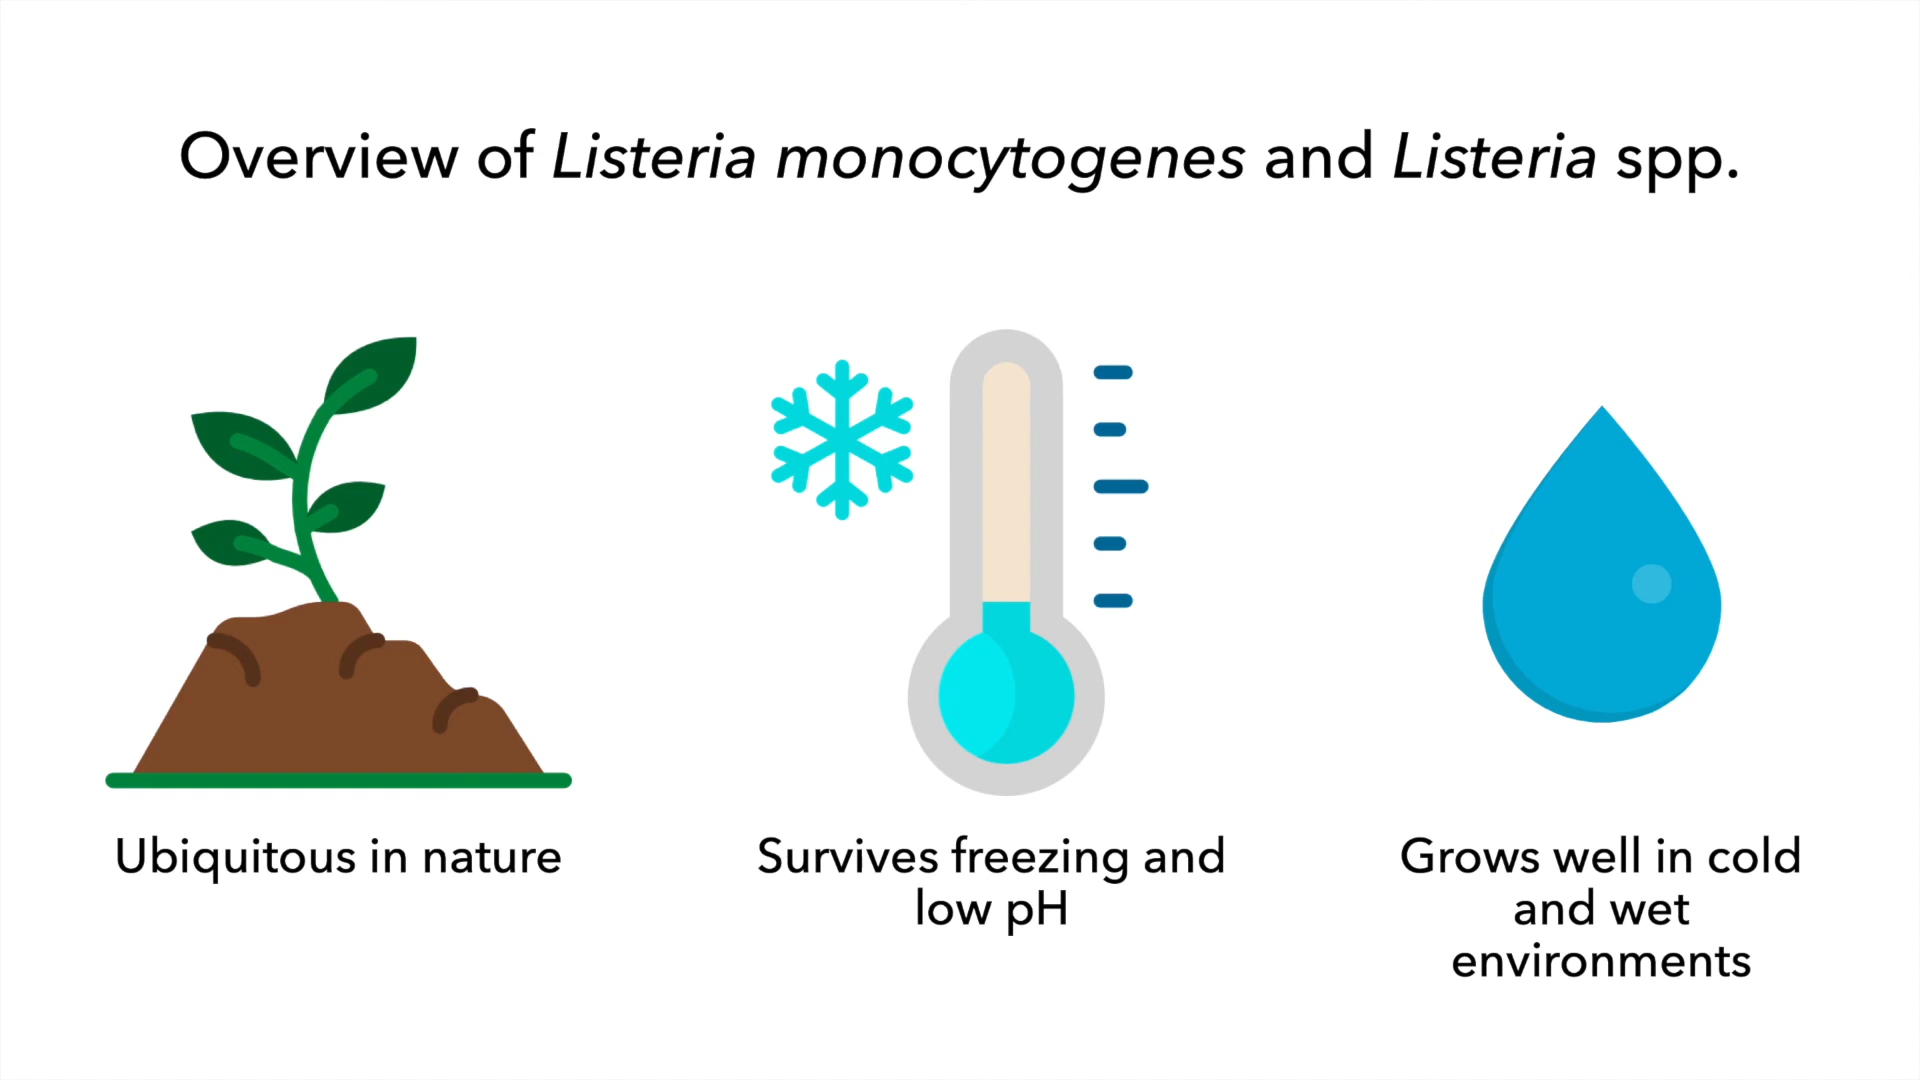 Overview of Listeria monocytogenes and Listeria spp.
Ubiquitous in nature
Survives freezing and
low pH
Grows well in cold
and wet
environments